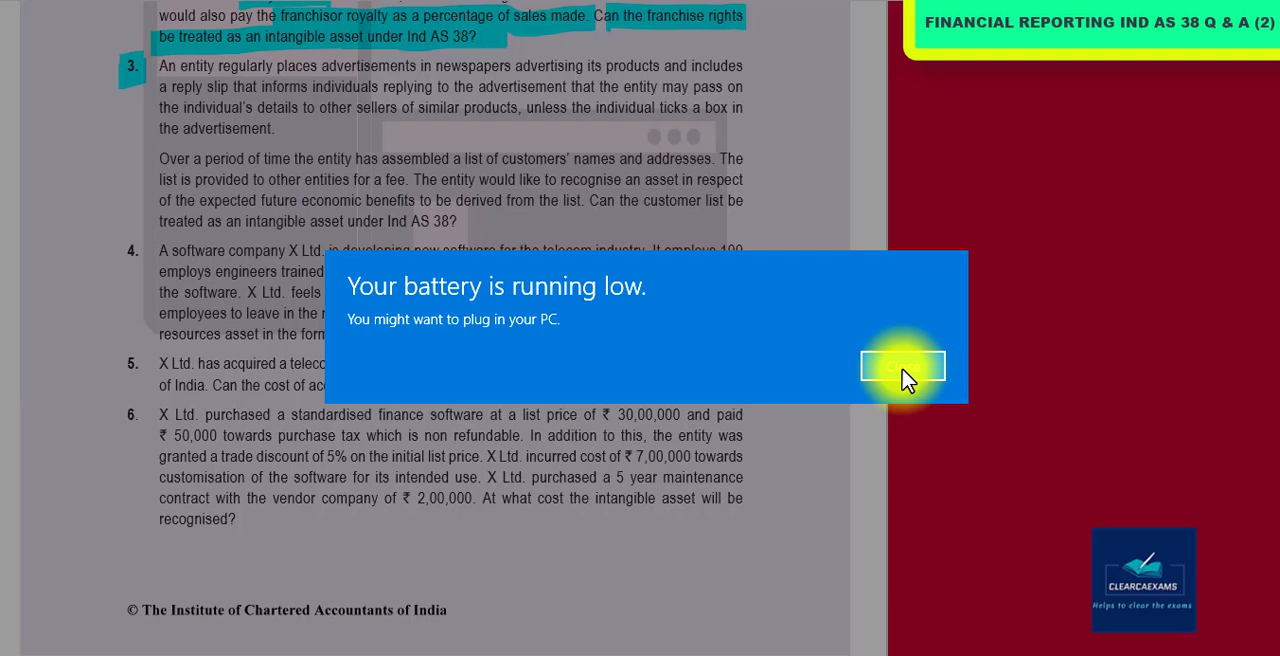 would also pay the franchisor royalty as a percentage of sales made. Can the franchise rights
be treated as an intangible asset under Ind AS 38?
3. An entity regularly places advertisements in newspapers advertising its products and includes
a reply slip that informs individuals replying to the advertisement that the entity may pass on
the individual's details to other sellers of similar products, unless the individual ticks a box in
the advertisement.
Over a period of time the entity has assembled a list of customers' names and addresses. The
list is provided to other entities for a fee. The entity would like to recognise an asset in respect
of the expected future economic benefits to be derived from the list. Can the customer list be
treated as an intangible asset under Ind AS 38?
4. A software company X Ltd. is developing new software for the telecom industry. It employs 100
employs engineers trained
the software. X Ltd. feels
employees to leave in the
resources asset in the
5. X Ltd. has acquired a
of India. Can the cost of
6. X Ltd. purchased a standardised finance software at a list price of ₹ 30,00,000 and paid
₹ 50,000 towards purchase tax which is non refundable. In addition to this, the entity was
granted a trade discount of 5% on the initial list price. X Ltd. incurred cost of ₹ 7,00,000 towards
customisation of the software for its intended use. X Ltd. purchased a 5 year maintenance
contract with the vendor company of ₹ 2,00,000. At what cost the intangible asset will be
recognised?
© The Institute of Chartered Accountants of India
Your battery is running low.
You might want to plug in your PC.
FINANCIAL REPORTING IND AS 38 Q & A (2)
CLEARCAEXAMS
Helps to clear the exams